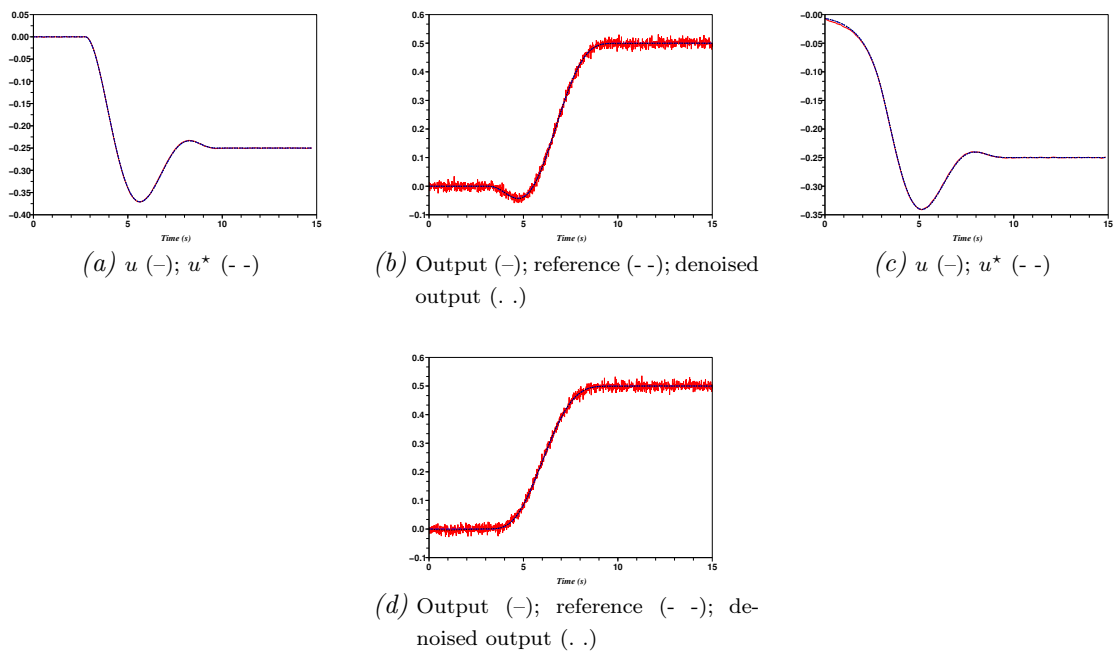 0.05
0.00
−0.05
−0.10
−0.15
−0.20
−0.25
−0.30
−0.35
−0.40
0 5 10 15
Time (s)
(a) u (–); u⋆ (- -)
0.6
0.5
0.4
0.3
0.2
0.1
0.0
−0.1
0 5 10 15
Time (s)
(b) Output (–); reference (- -); denoised
output (. .)
−0.00
−0.05
−0.10
−0.15
−0.20
−0.25
−0.30
−0.35
0 5 10 15
Time (s)
(c) u (–); u⋆ (- -)
0.6
0.5
0.4
0.3
0.2
0.1
0.0
−0.1
0 5 10 15
Time (s)
(d) Output (–); reference (- -); de-
noised output (. .)